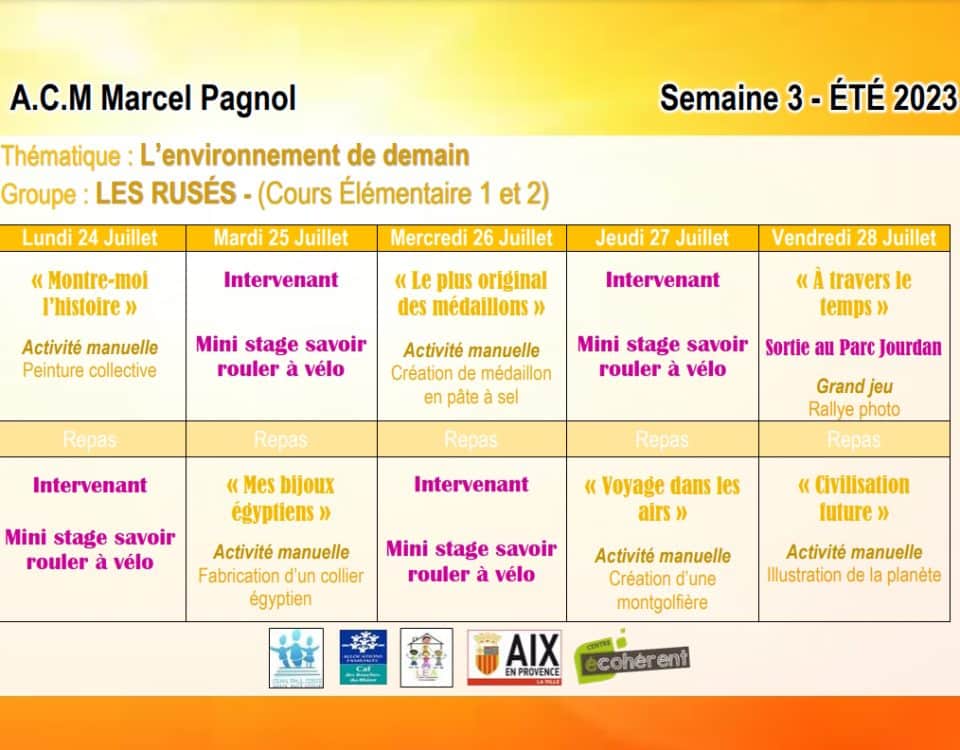 A.C.M Marcel Pagnol
Semaine 3 - ÉTÉ 2023
Thématique : L'environnement de demain
Groupe : LES RUSÉS - (Cours Élémentaire 1 et 2)
Lundi 24 Juillet
Mardi 25 Juillet
Mercredi 26 Juillet
Jeudi 27 Juillet
Vendredi 28 Juillet
« Montre-moi
l'histoire »
Activité manuelle
Peinture collective
Intervenant
Mini stage savoir
rouler à vélo
« Le plus original
des médaillons »
Activité manuelle
Création de médaillon
en pâte à sel
Intervenant
Mini stage savoir
rouler à vélo
« À travers le
temps »
Sortie au Parc Jourdan
Grand jeu
Rallye photo
Repas
Repas
Repas
Repas
Repas
Intervenant
Mini stage savoir
rouler à vélo
« Mes bijoux
égyptiens »
Activité manuelle
Fabrication d'un collier
égyptien
Intervenant
Mini stage savoir
rouler à vélo
« Voyage dans les
airs »
Activité manuelle
Création d'une
montgolfière
« Civilisation
future »
Activité manuelle
Illustration de la planète
ALLOCATIONS
FAMILIALES
Caf
des Bouches
du-Rhône
LEA
AIX
EN PROVENCE
LA VILLE
CENTRE
écohérent